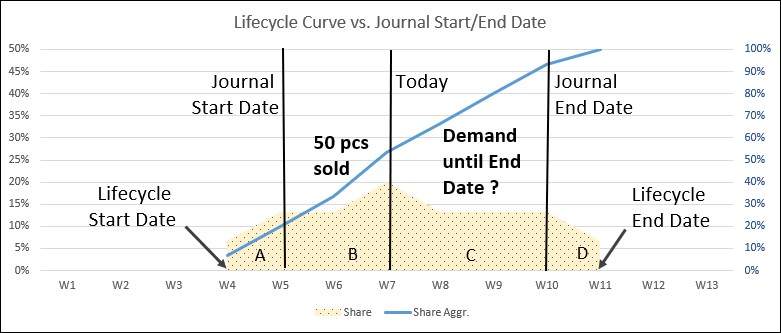 Lifecycle Curve vs. Journal Start/End Date
50%
45%
40%
35%
30%
25%
20%
15%
10%
5%
0%
100%
90%
80%
70%
60%
50%
40%
30%
20%
10%
0%
Journal
Start Date
Today
Journal
End Date
50 pcs
sold
Demand
until End
Date ?
Lifecycle
Start Date
Lifecycle
End Date
A
B
C
D
W1 W2 W3 W4 W5 W6 W7 W8 W9 W10 W11 W12 W13
Share Share Aggr.